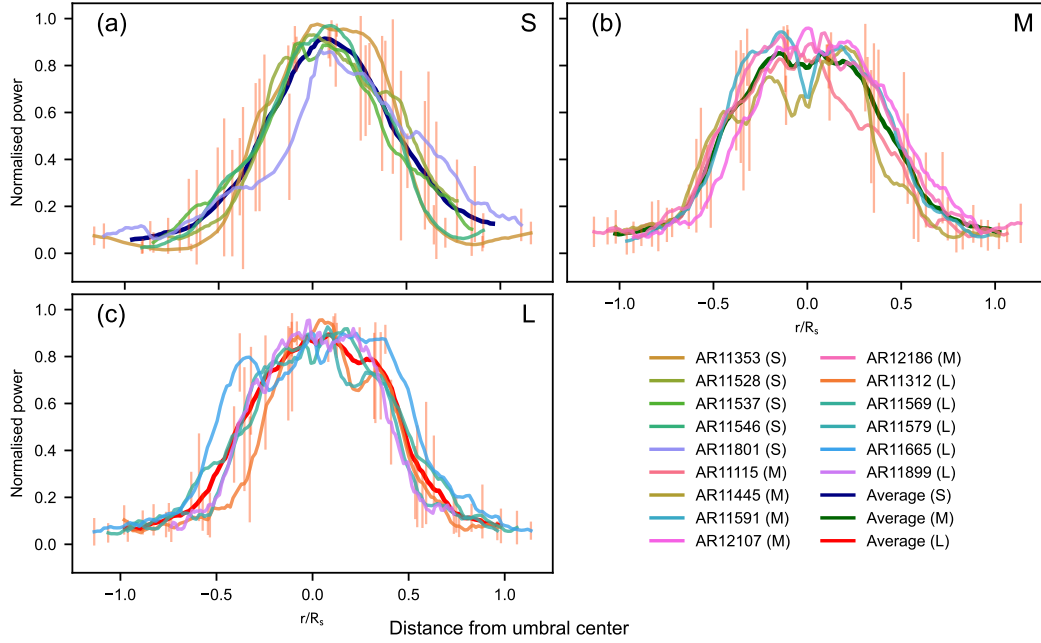 (a)
S
Normalised power
1.0
0.8
0.6
0.4
0.2
0.0
(b)
M
-1.0
-0.5
0.0
0.5
1.0
r/Rs
(c)
L
Normalised power
1.0
0.8
0.6
0.4
0.2
0.0
-1.0
-0.5
0.0
0.5
1.0
r/Rs
Distance from umbral center
AR11353 (S)
AR11528 (S)
AR11537 (S)
AR11546 (S)
AR11801 (S)
AR11115 (M)
AR11445 (M)
AR11591 (M)
AR12107 (M)
AR12186 (M)
AR11312 (L)
AR11569 (L)
AR11579 (L)
AR11665 (L)
AR11899 (L)
Average (S)
Average (M)
Average (L)